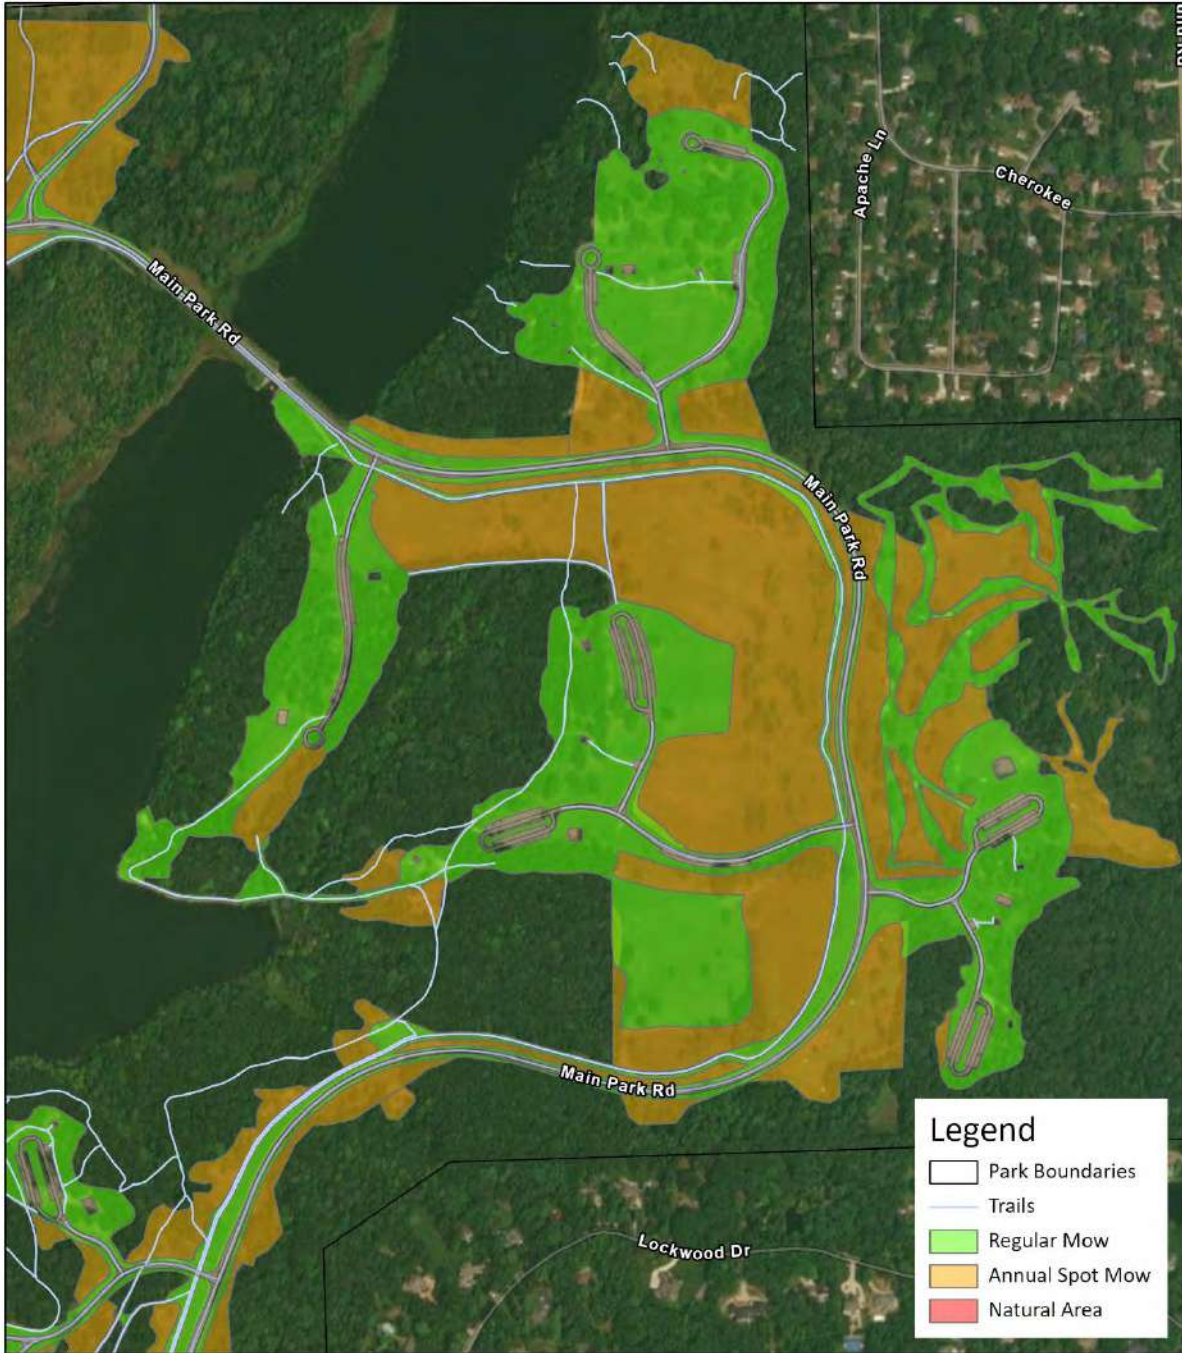 Apache Ln
Cherokee
Main Park Rd
Main Park Rd
Main Park Rd
Lockwood Dr
Legend
Park Boundaries
Trails
Regular Mow
Annual Spot Mow
Natural Area